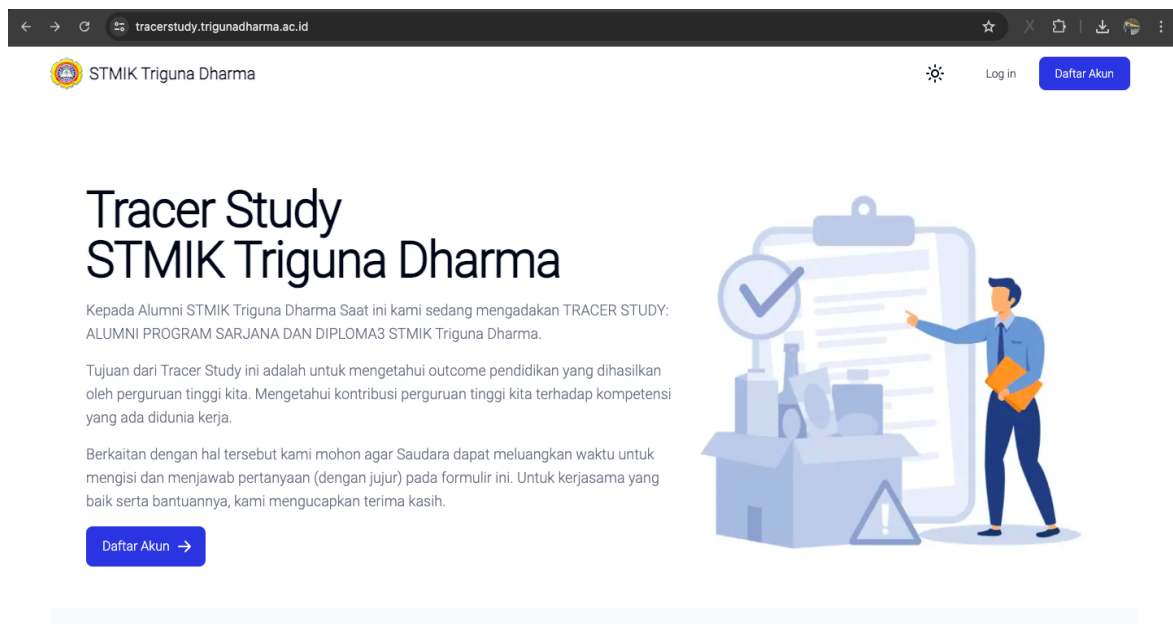 tracerstudy.trigunadharma.ac.id
STMIK Triguna Dharma
Log in
Daftar Akun
Tracer Study
STMIK Triguna Dharma
Kepada Alumni STMIK Triguna Dharma Saat ini kami sedang mengadakan TRACER STUDY:
ALUMNI PROGRAM SARJANA DAN DIPLOMA3 STMIK Triguna Dharma.
Tujuan dari Tracer Study ini adalah untuk mengetahui outcome pendidikan yang dihasilkan
oleh perguruan tinggi kita. Mengetahui kontribusi perguruan tinggi kita terhadap kompetensi
yang ada didunia kerja.
Berkaitan dengan hal tersebut kami mohon agar Saudara dapat meluangkan waktu untuk
mengisi dan menjawab pertanyaan (dengan jujur) pada formulir ini. Untuk kerjasama yang
baik serta bantuannya, kami mengucapkan terima kasih.
Daftar Akun